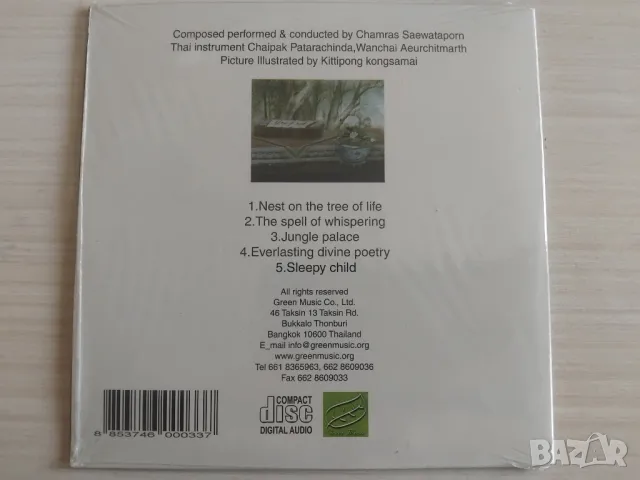 Composed performed & conducted by Chamras Saewataporn
Thai instrument Chaipak Patarachinda,Wanchai Aeurchitmarth
Picture Illustrated by Kittipong kongsamai
1.Nest on the tree of life
2.The spell of whispering
3.Jungle palace
4.Everlasting divine poetry
5.Sleepy child
All rights reserved
Green Music Co., Ltd.
46 Taksin 13 Taksin Rd.
Bukkalo Thonburi
Bangkok 10600 Thailand
E_mail info@greenmusic.org
www.greenmusic.org
Tel 661 8365963, 662 8609036
Fax 662 8609033
8 853746 000337
COMPACT
disc
DIGITAL AUDIO
BAZAR
bg